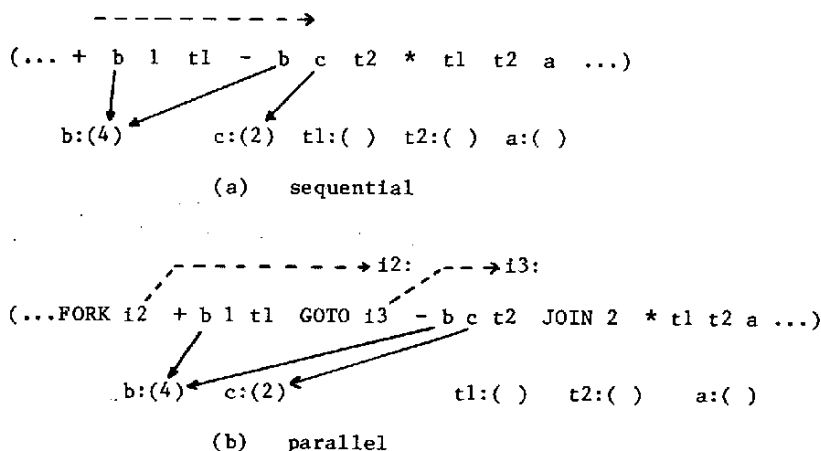 (... + b 1 t1 - b c t2 * t1 t2 a ...)
b:(4) c:(2) t1:( ) t2:( ) a:( )
(a) sequential
i2: i3:
(...FORK i2 + b 1 t1 GOTO i3 - b c t2 JOIN 2 * t1 t2 a ...)
b:(4) c:(2) t1:( ) t2:( ) a:( )
(b) parallel